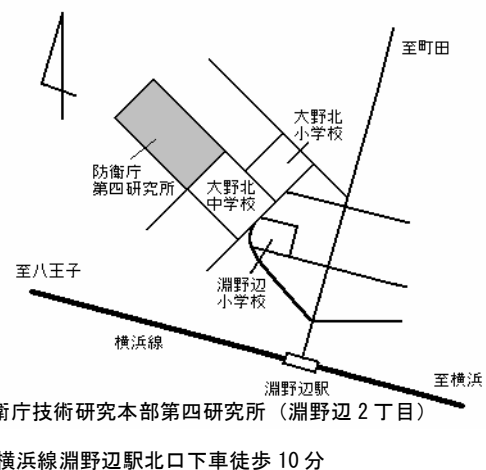 至町田
大野北
小学校
防衛庁
第四研究所
大野北
中学校
淵野辺
小学校
至八王子
横浜線
淵野辺駅
至横浜
衛庁技術研究本部第四研究所（淵野辺２丁目）
横浜線淵野辺駅北口下車徒歩 10 分